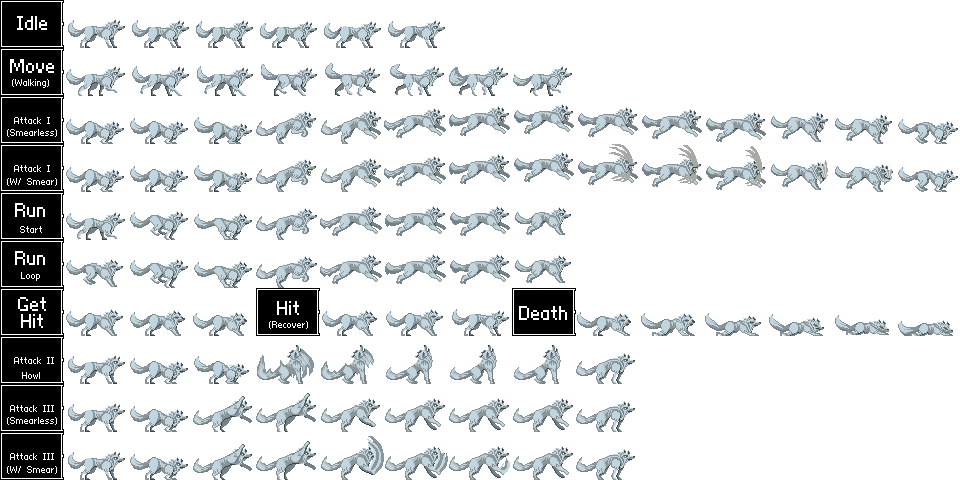 Idle
Move
(Walking)
Attack I
(Smearless)
Attack I
(W/ Smear)
Run
Start
Run
Loop
Get
Hit
Hit
(Recover)
Death
Attack II
Howl
Attack III
(Smearless)
Attack III
(W/ Smear)